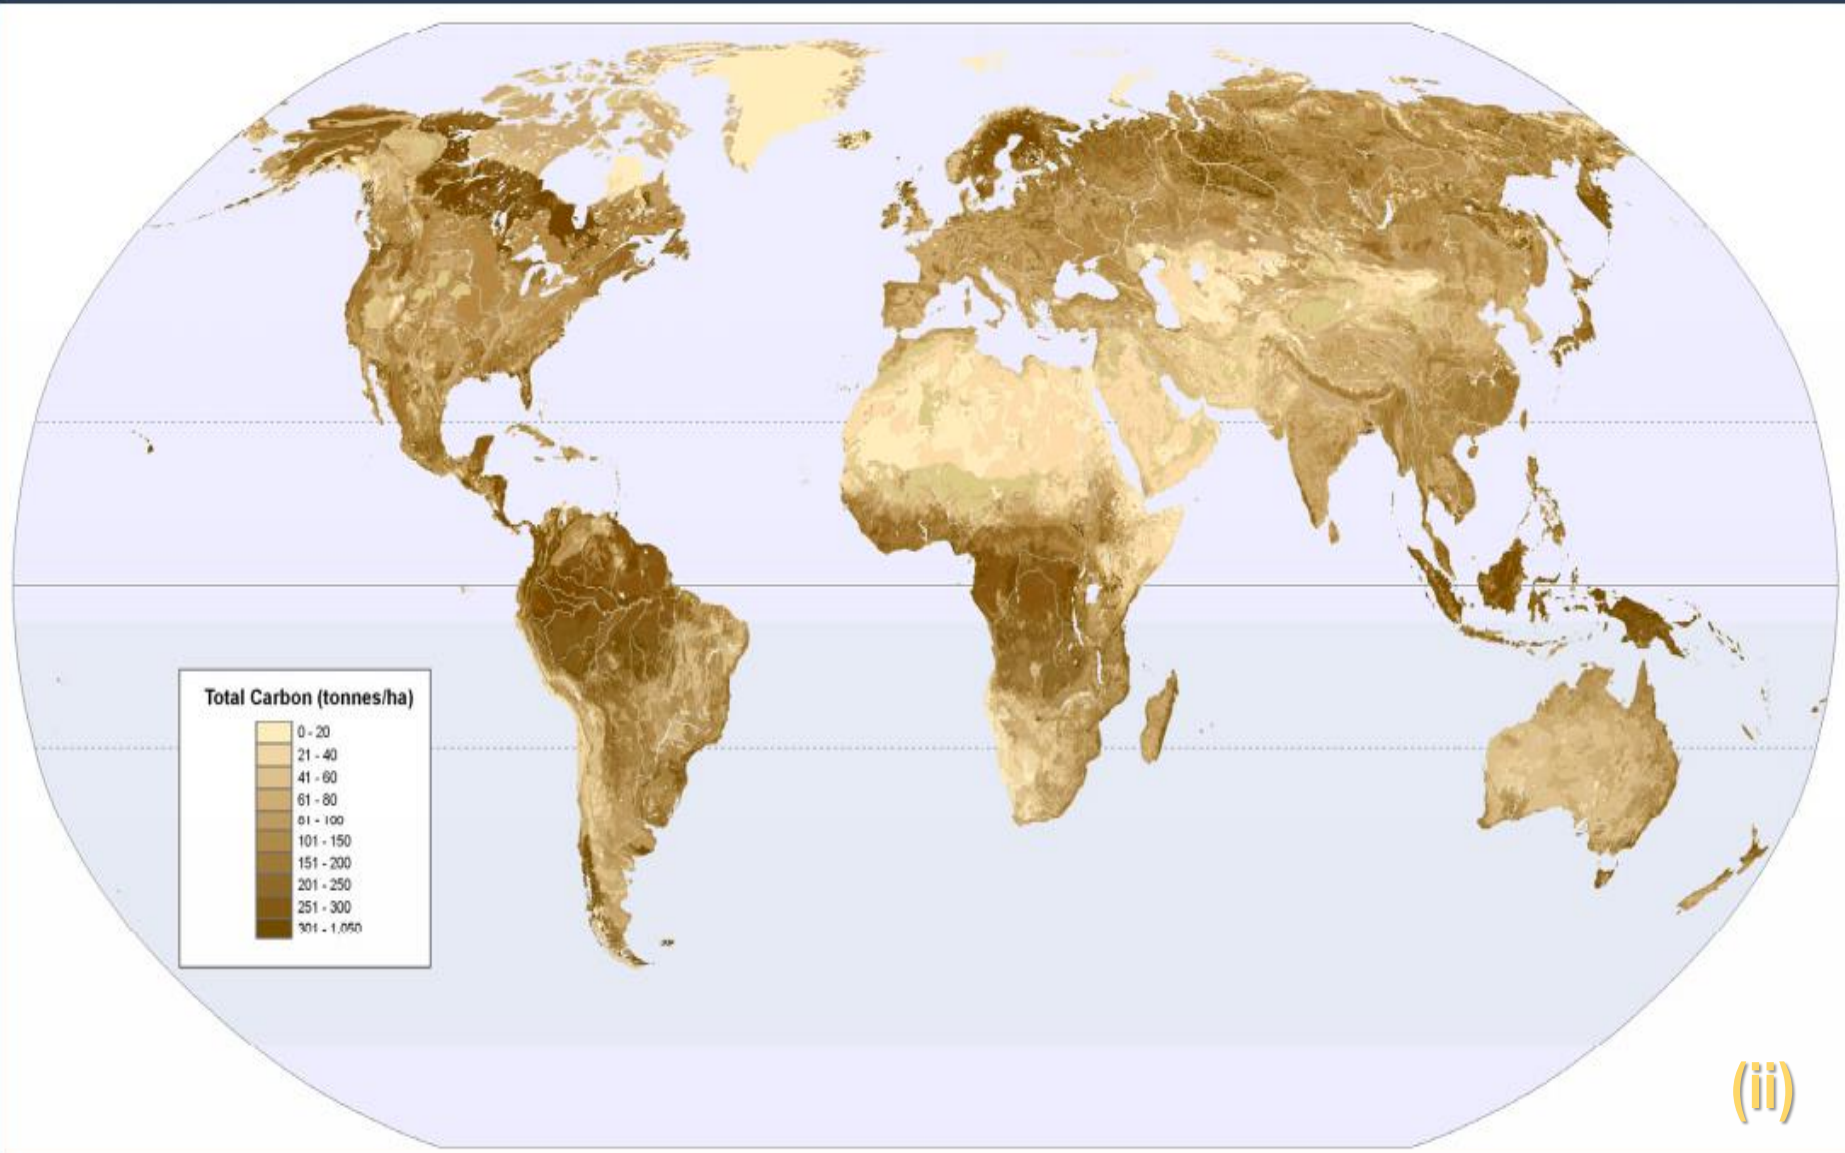 Total Carbon (tonnes/ha)
0 - 20
21 - 40
41 - 60
61 - 80
81 - 100
101 - 150
151 - 200
201 - 250
251 - 300
301 - 1,050
(ii)